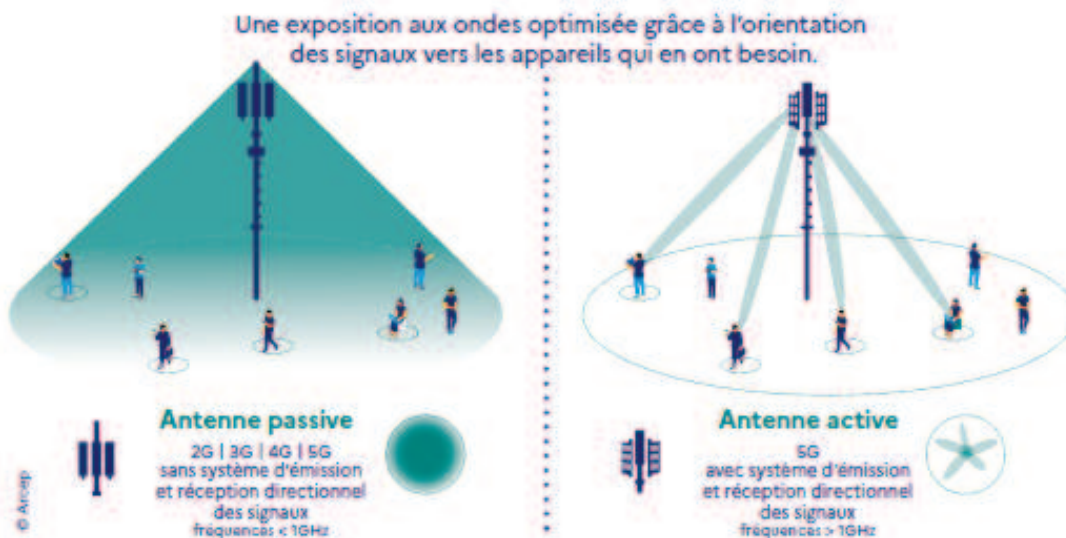 Une exposition aux ondes optimisée grâce à l'orientation
des signaux vers les appareils qui en ont besoin.
Antenne passive
2G | 3G | 4G | 5G
sans système d'émission
et réception directionnel
des signaux
fréquences < 1GHz
Antenne active
5G
avec système d'émission
et réception directionnel
des signaux
fréquences > 1GHz
© Arcep